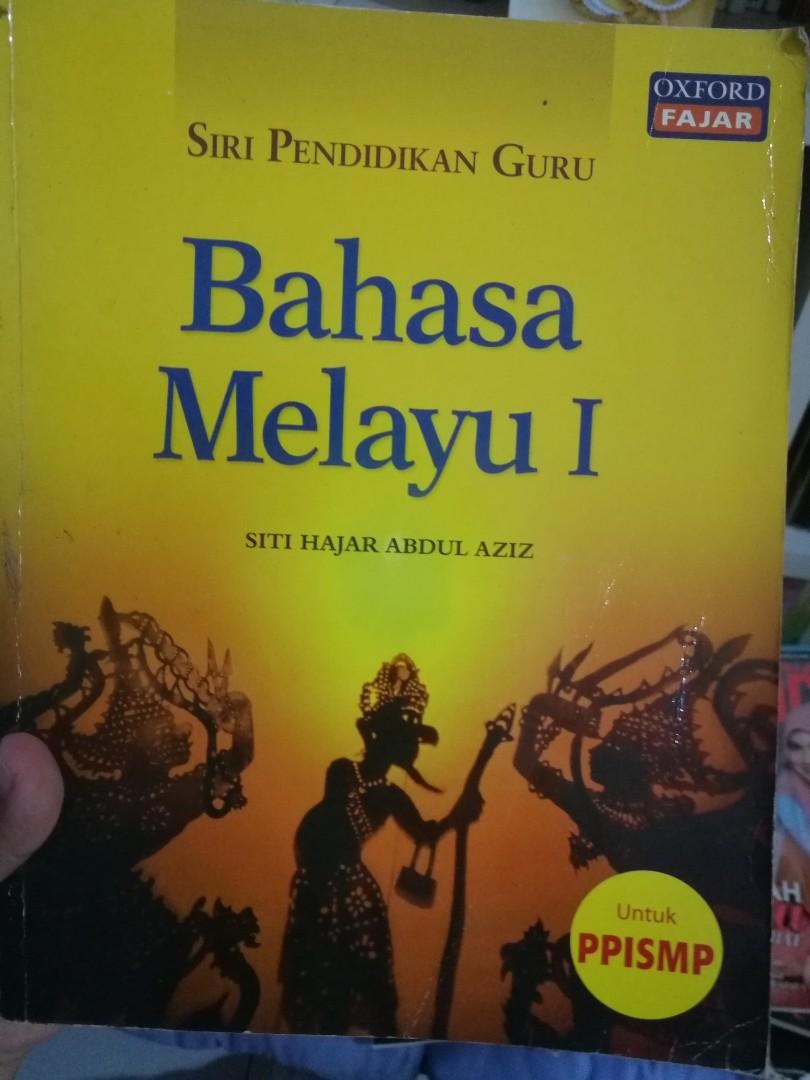 OXFORD
FAJAR
SIRI PENDIDIKAN GURU
Bahasa
Melayu I
SITI HAJAR ABDUL AZIZ
Untuk
PPISMP